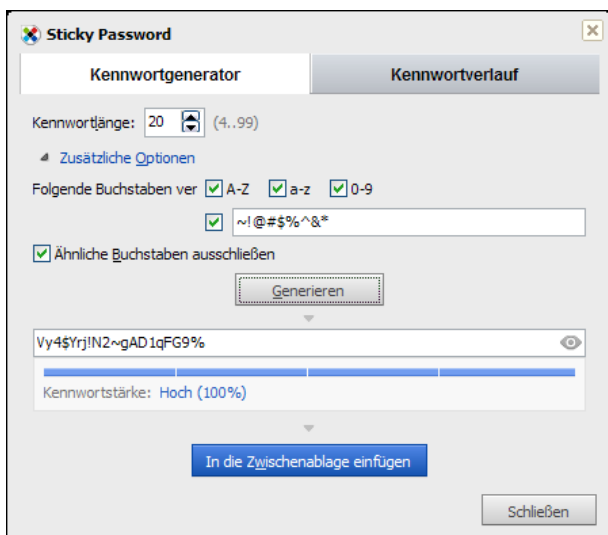 Sticky Password
Kennwortgenerator Kennwortverlauf
Kennwortlänge: 20 (4..99)
Zusätzliche Optionen
Folgende Buchstaben ver A-Z a-z 0-9
~!@#$%^&*
Ähnliche Buchstaben ausschließen
Generieren
Vy4$Yrj!N2~gAD1qFG9%
Kennwortstärke: Hoch (100%)
In die Zwischenablage einfügen
Schließen